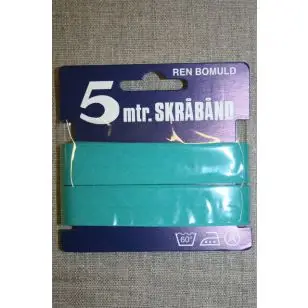 REN BOMULD
5 mtr. SKRÅBÅND
60°